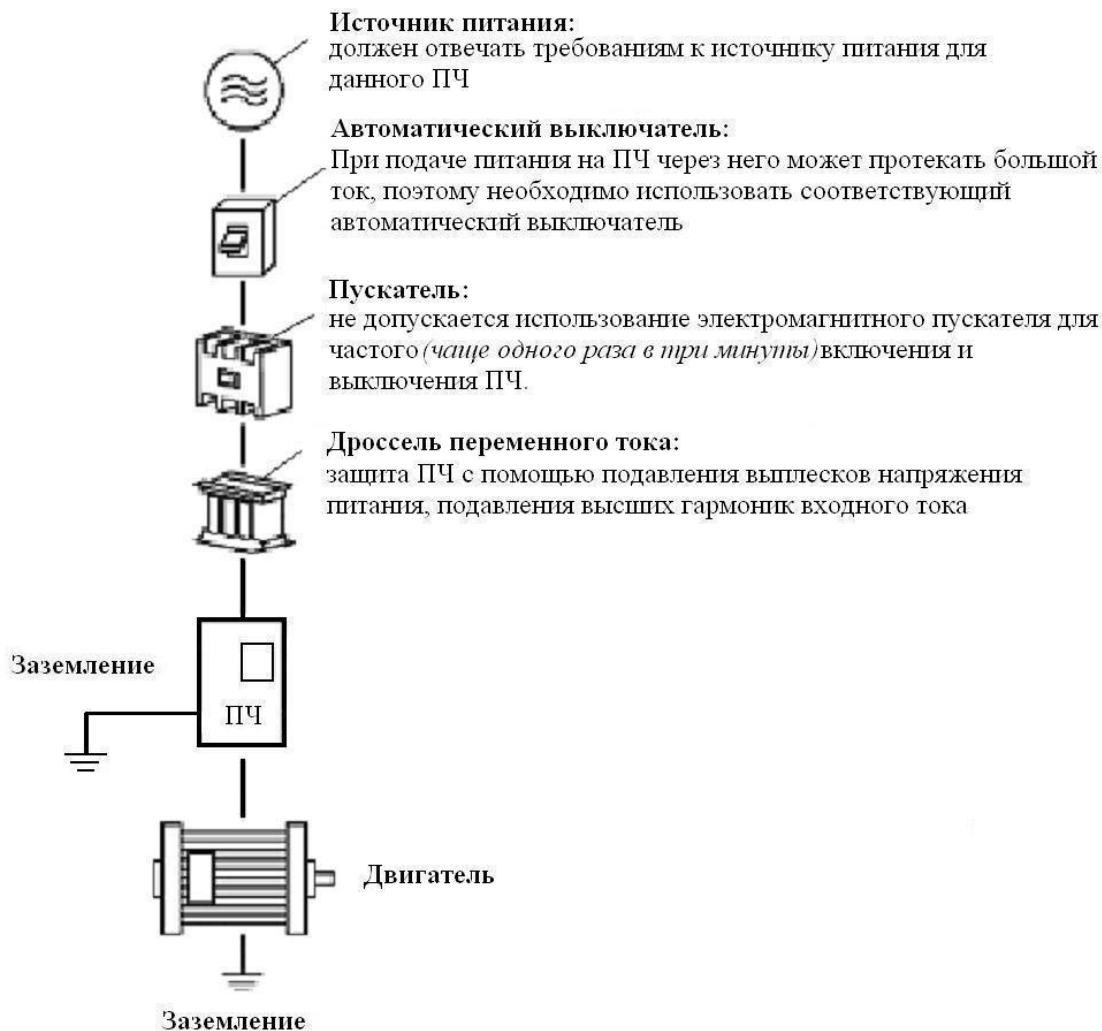 Источник питания:
должен отвечать требованиям к источнику питания для
данного ПЧ
Автоматический выключатель:
При подаче питания на ПЧ через него может протекать большой
ток, поэтому необходимо использовать соответствующий
автоматический выключатель
Пускатель:
не допускается использование электромагнитного пускателя для
частого (чаще одного раза в три минуты) включения и
выключения ПЧ.
Дроссель переменного тока:
защита ПЧ с помощью подавления выплесков напряжения
питания, подавления высших гармоник входного тока
Заземление
ПЧ
Двигатель
Заземление